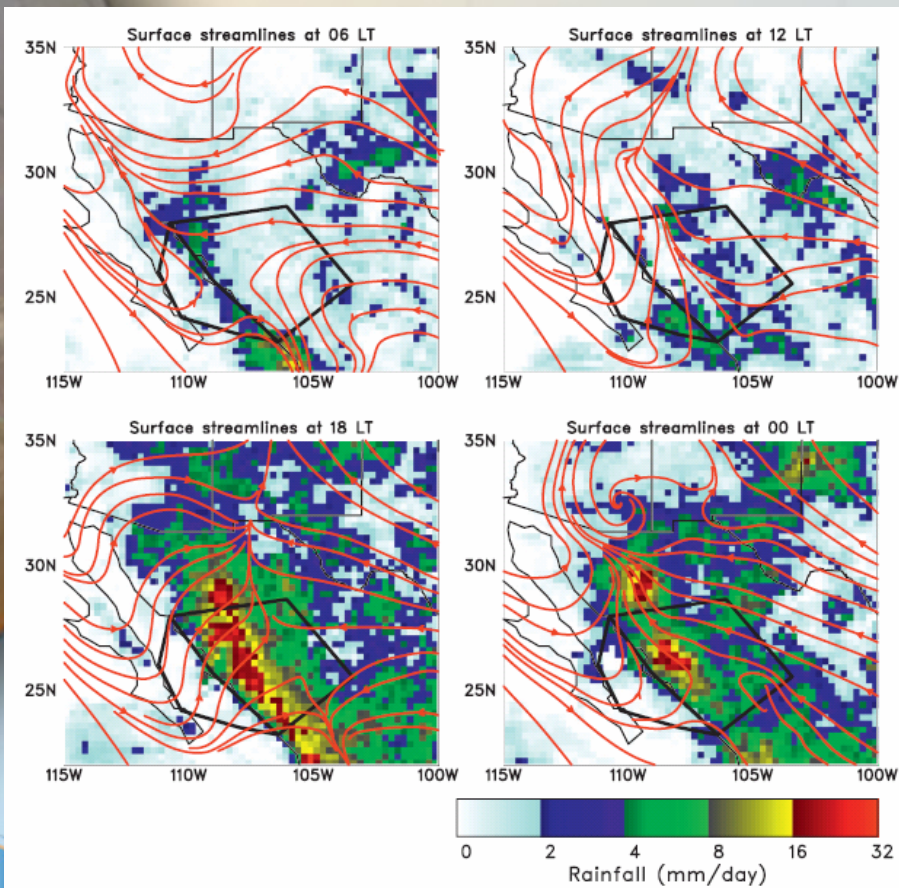 Surface streamlines at 06 LT
Surface streamlines at 12 LT
35N
30N
25N
115W 110W 105W 100W
35N
30N
25N
115W 110W 105W 100W
Surface streamlines at 18 LT
Surface streamlines at 00 LT
35N
30N
25N
115W 110W 105W 100W
35N
30N
25N
115W 110W 105W 100W
0 2 4 8 16 32
Rainfall (mm/day)